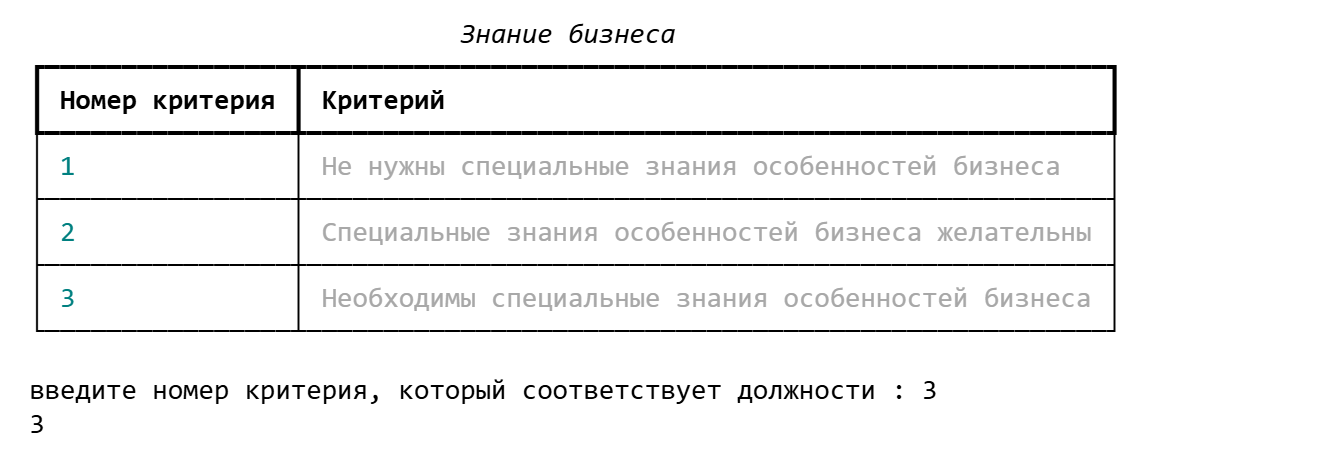 Знание бизнеса
Номер критерия Критерий
1 Не нужны специальные знания особенностей бизнеса
2 Специальные знания особенностей бизнеса желательны
3 Необходимы специальные знания особенностей бизнеса
введите номер критерия, который соответствует должности : 3
3